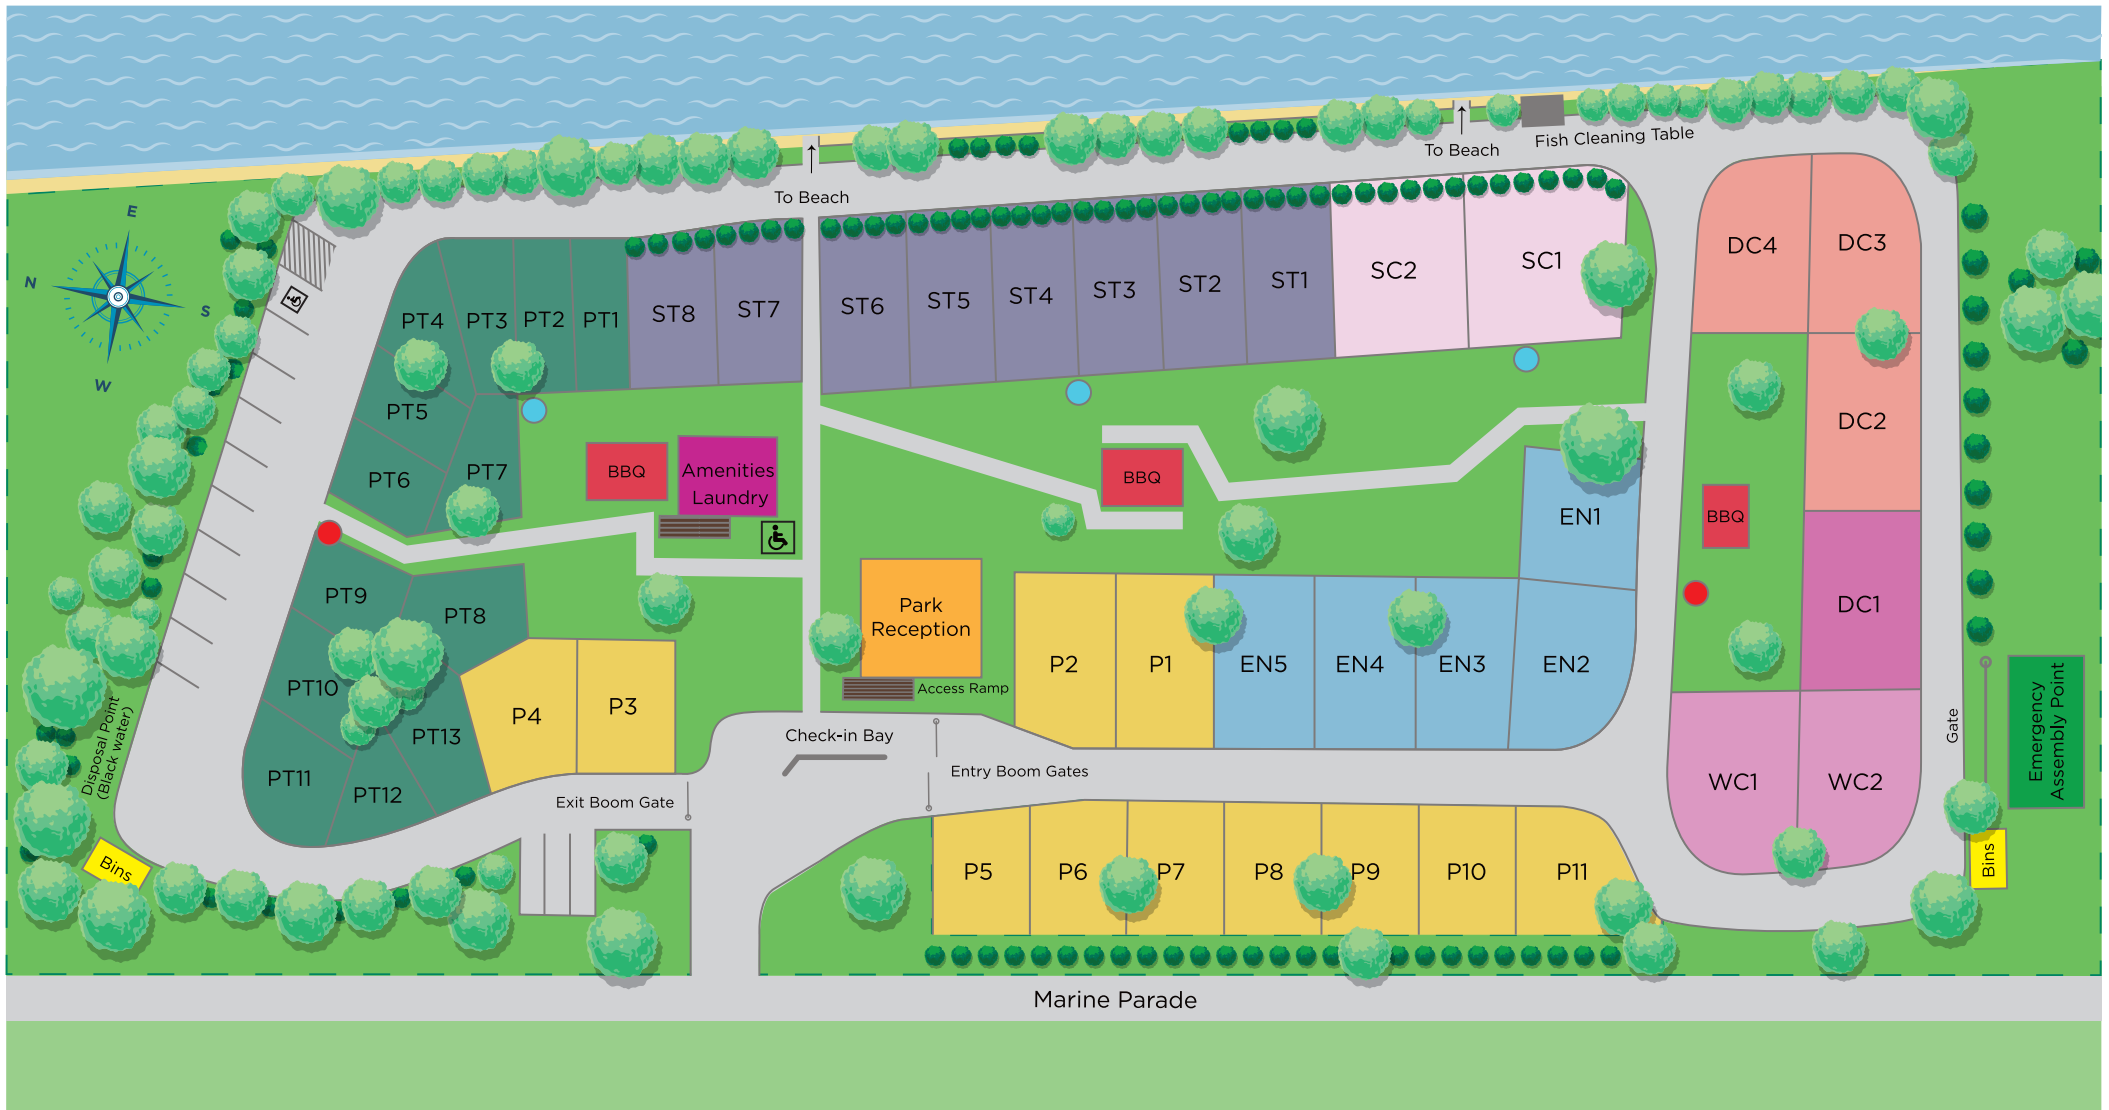 E
N
S
W
To Beach
To Beach
Fish Cleaning Table
PT4
PT3
PT2
PT1
ST8
ST7
ST6
ST5
ST4
ST3
ST2
ST1
SC2
SC1
DC4
DC3
PT5
PT6
PT7
BBQ
Amenities
Laundry
BBQ
EN1
BBQ
DC2
DC1
PT9
PT8
PT10
PT13
PT11
PT12
P4
P3
Park
Reception
Access Ramp
P2
P1
EN5
EN4
EN3
EN2
WC1
WC2
Gate
Emergency
Assembly Point
Disposal Point
(Black water)
Bins
Check-in Bay
Entry Boom Gates
Exit Boom Gate
P5
P6
P7
P8
P9
P10
P11
Bins
Marine Parade